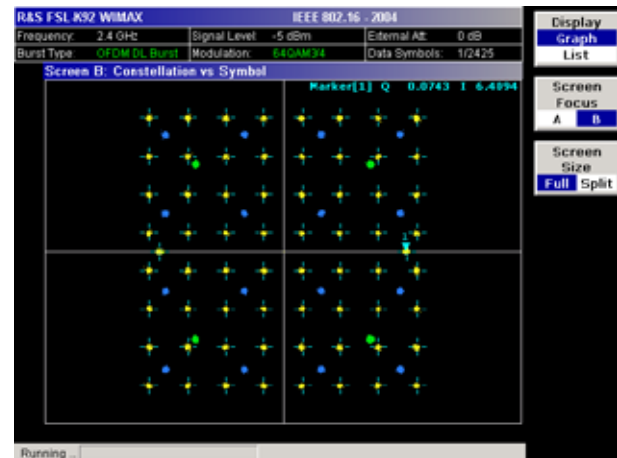 R&S FSL-K92 WIMAX IEEE 802.16 - 2004
Frequency: 2.4 GHz Signal Level: -5 dBm External Att: 0 dB
Burst Type: OFDM DL Burst Modulation: 64QAM3/4 Data Symbols: 1/2425
Screen B: Constellation vs Symbol
Marker[1] Q 0.0743 I 6.4094
1
Running ...
Display
Graph
List
Screen
Focus
A B
Screen
Size
Full Split